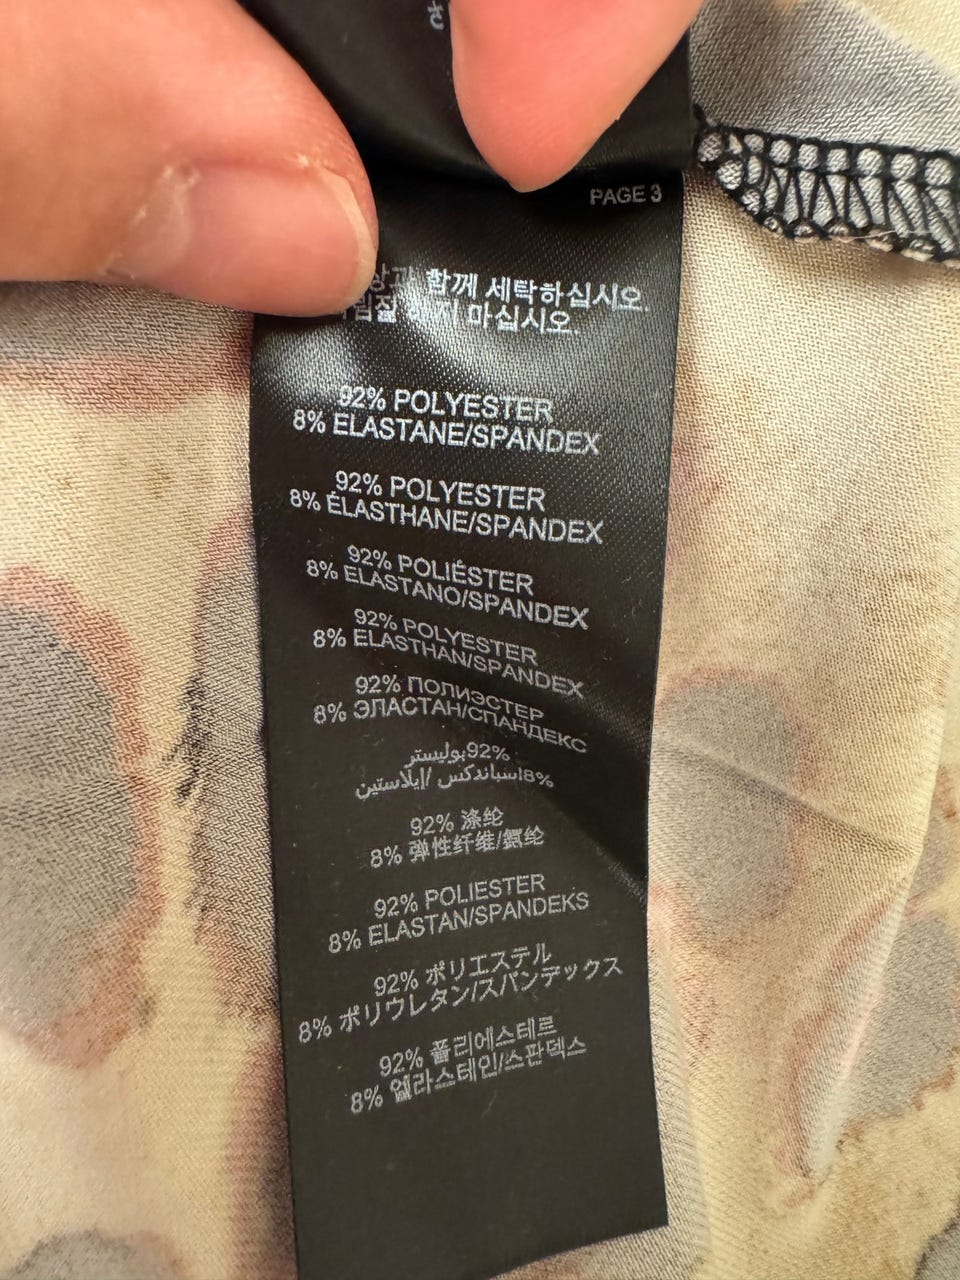 PAGE 3
함께 세탁하십시오.
마십시오.
92% POLYESTER
8% ELASTANE/SPANDEX
92% POLYESTER
8% ÉLASTHANE/SPANDEX
92% POLIÉSTER
8% ELASTANO/SPANDEX
92% POLYESTER
8% ELASTHAN/SPANDEX
92% ПОЛИЭСТЕР
8% ЭЛАСТАН/СПАНДЕКС
92%بوليستر
8%اسباندكس /إيلاستين
92% 涤纶
8% 弹性纤维/氨纶
92% POLIESTER
8% ELASTAN/SPANDEKS
92% ポリエステル
8% ポリウレタン/スパンデックス
92% 폴리에스테르
8% 엘라스테인/스판덱스